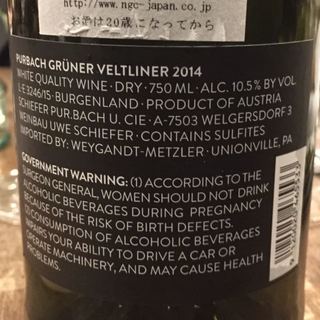 www.ngc-japan.co.jp
お酒は20歳になってから
PURBACH GRÜNER VELTLINER 2014
WHITE QUALITY WINE · DRY · 750 ML · ALC. 10.5% BY VOL.
L-E 3246/15 · BURGENLAND · PRODUCT OF AUSTRIA
SCHIEFER PUR.BACH U. CIE · A-7503 WELGERSDORF 3
WEINBAU UWE SCHIEFER · CONTAINS SULFITES
IMPORTED BY: WEYGANDT-METZLER · UNIONVILLE, PA
GOVERNMENT WARNING: (1) ACCORDING TO THE
SURGEON GENERAL, WOMEN SHOULD NOT DRINK
ALCOHOLIC BEVERAGES DURING PREGNANCY
BECAUSE OF THE RISK OF BIRTH DEFECTS.
(2) CONSUMPTION OF ALCOHOLIC BEVERAGES
IMPAIRS YOUR ABILITY TO DRIVE A CAR OR
OPERATE MACHINERY, AND MAY CAUSE HEALTH
PROBLEMS.